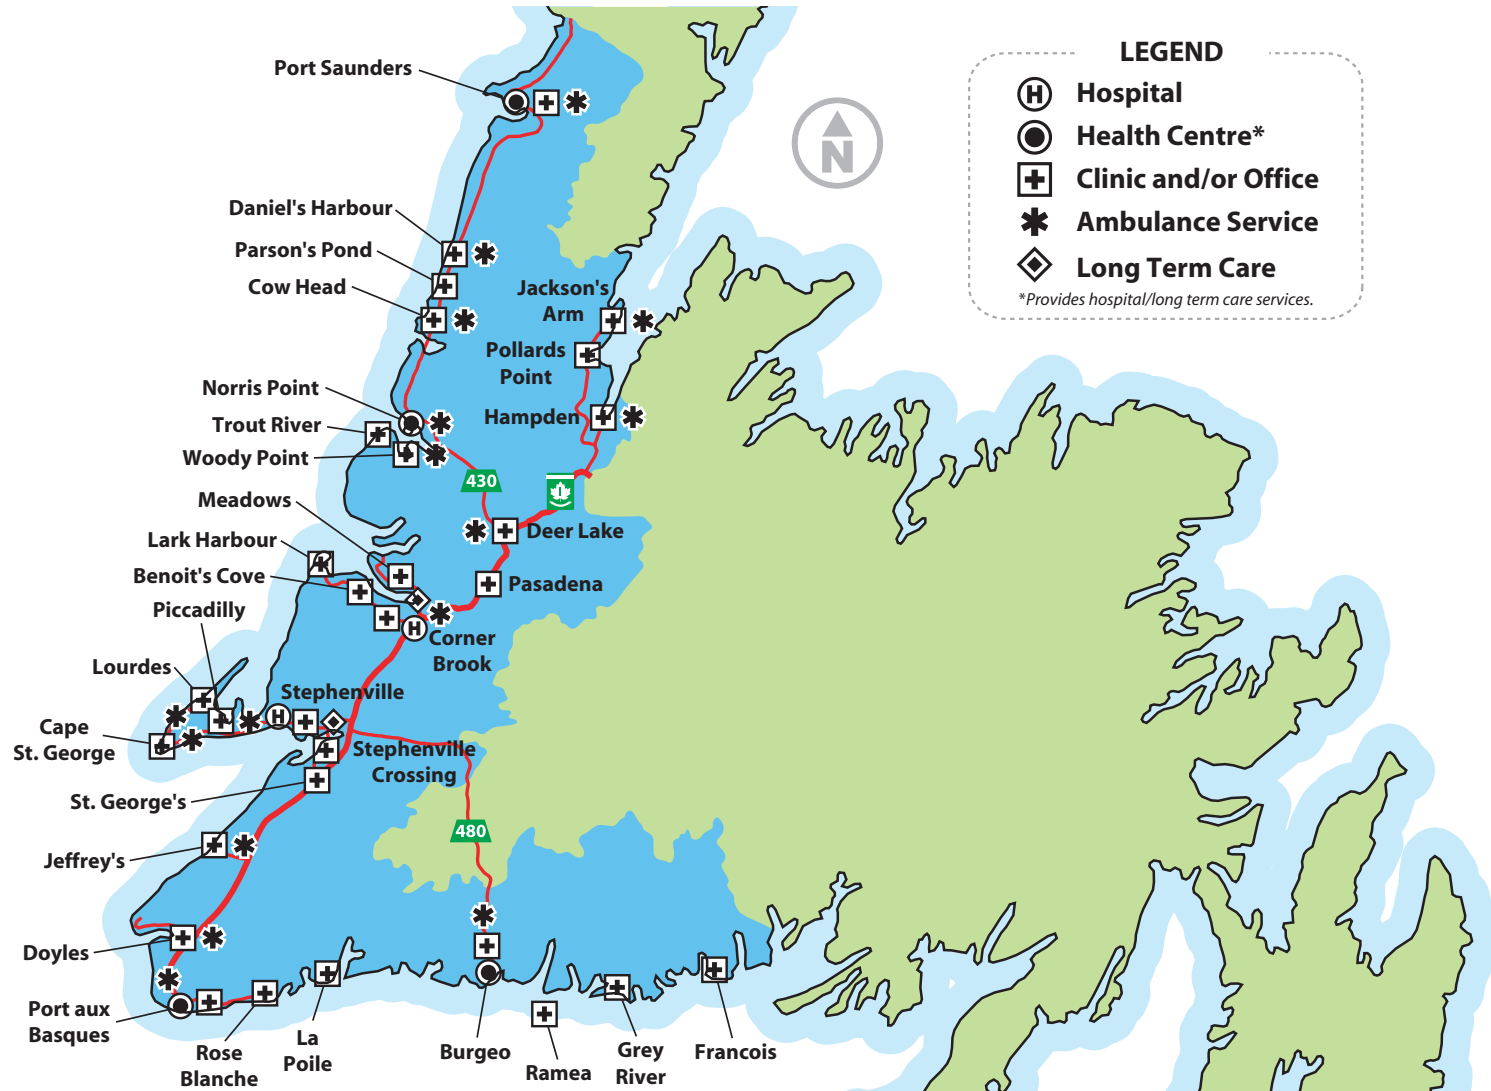 LEGEND
Hospital
Health Centre*
Clinic and/or Office
Ambulance Service
Long Term Care
*Provides hospital/long term care services.
N
Port Saunders
Daniel's Harbour
Parson's Pond
Cow Head
Jackson's
Arm
Pollards
Point
Norris Point
Hampden
Trout River
Woody Point
430
1
Meadows
Deer Lake
Lark Harbour
Benoit's Cove
Pasadena
Piccadilly
Corner
Brook
Lourdes
Stephenville
Cape
St. George
Stephenville
Crossing
St. George's
480
Jeffrey's
Doyles
Port aux
Basques
Rose
Blanche
La
Poile
Burgeo
Ramea
Grey
River
Francois
H
H
H